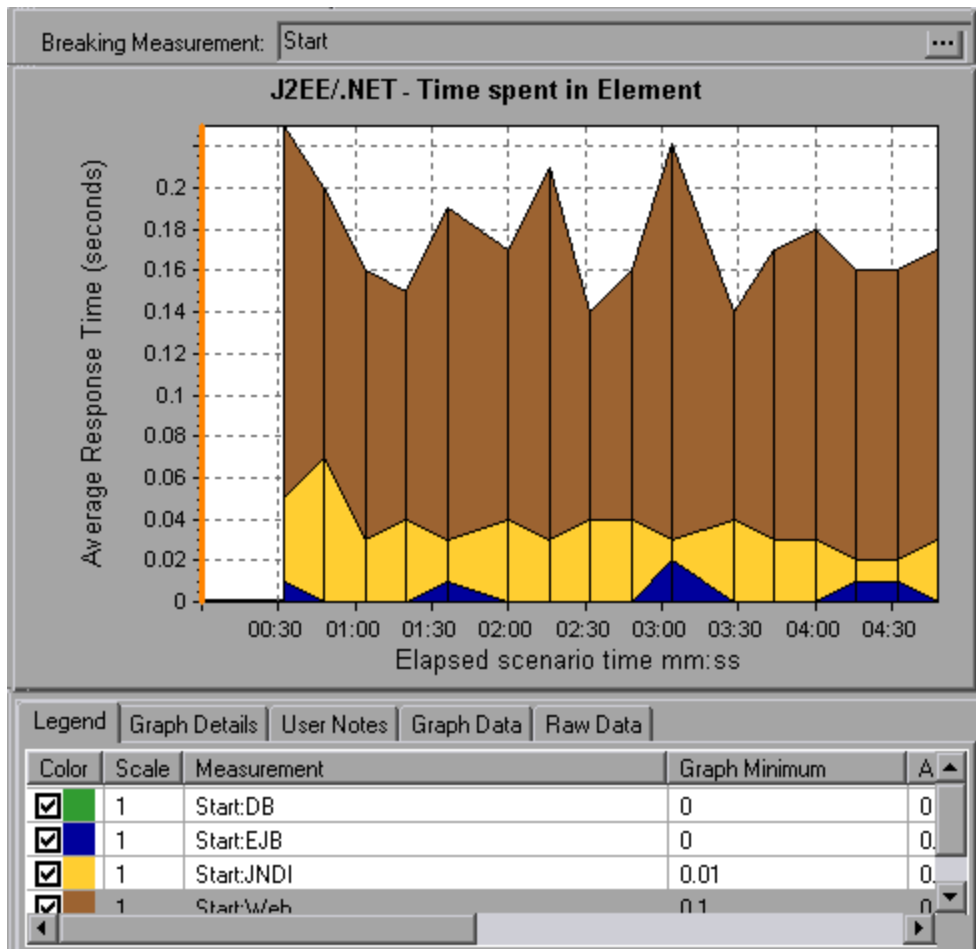 Breaking Measurement: Start ...
J2EE/.NET - Time spent in Element
Average Response Time (seconds)
0.2
0.18
0.16
0.14
0.12
0.1
0.08
0.06
0.04
0.02
0
00:30 01:00 01:30 02:00 02:30 03:00 03:30 04:00 04:30
Elapsed scenario time mm:ss
Legend Graph Details User Notes Graph Data Raw Data
Color Scale Measurement Graph Minimum A
1 Start:DB 0 0
1 Start:EJB 0 0.
1 Start:JNDI 0.01 0.
1 Start:Web 0.1 0